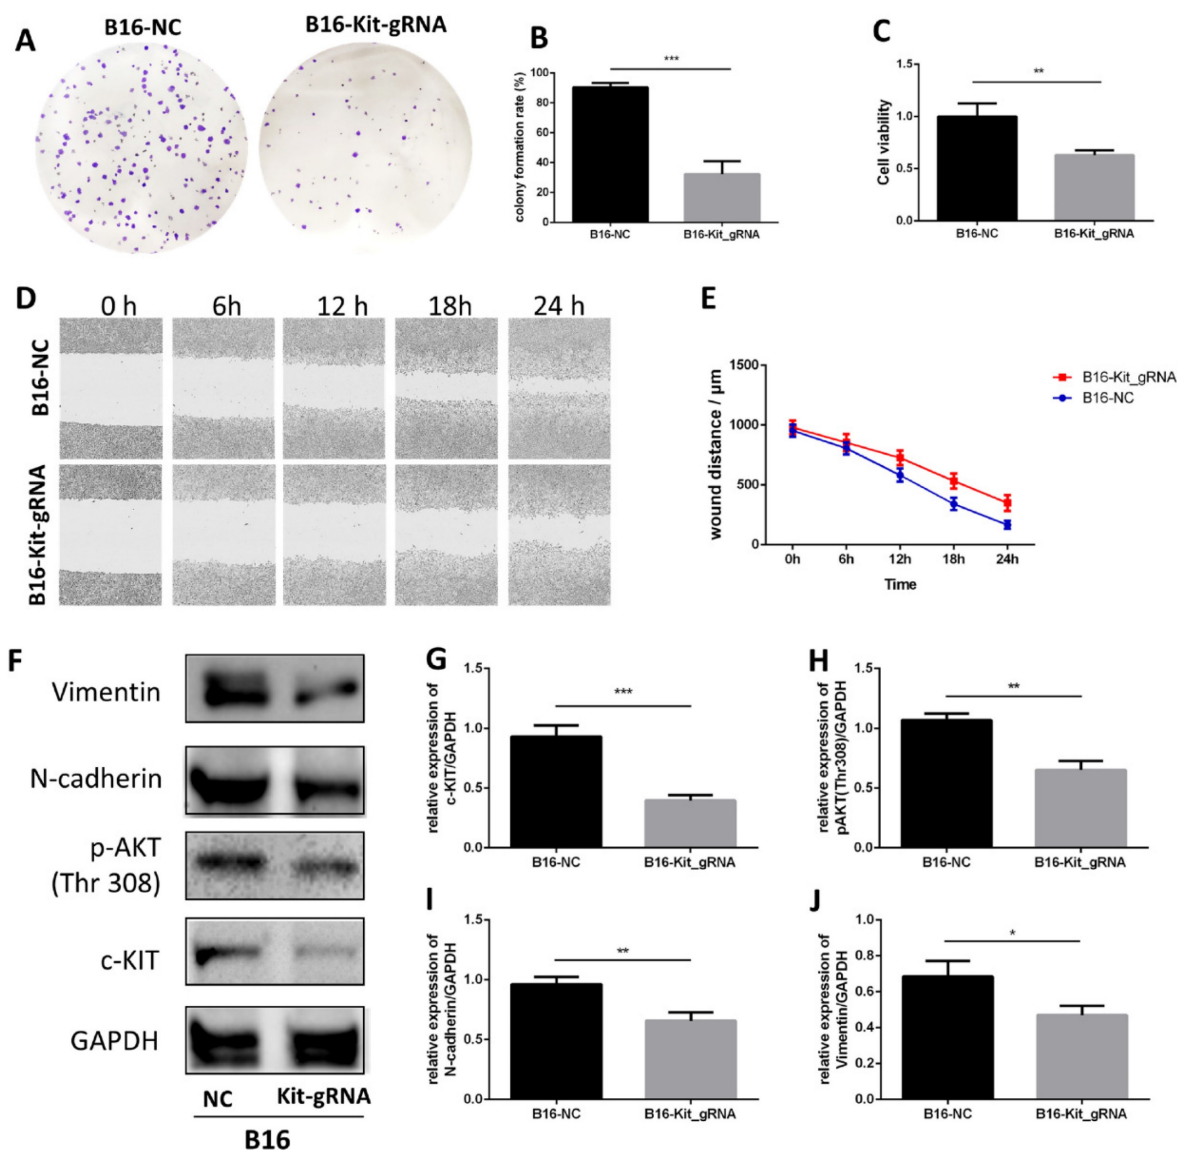 A
B16-NC
B16-Kit-gRNA
B
***
colony formation rate (%)
100
80
60
40
20
0
B16-NC
B16-Kit_gRNA
C
**
Cell viability
1.5
1.0
0.5
0.0
B16-NC
B16-Kit_gRNA
D
0 h
6h
12 h
18h
24 h
B16-NC
B16-Kit-gRNA
E
wound distance / μm
1500
1000
500
0
0h
6h
12h
18h
24h
Time
B16-Kit_gRNA
B16-NC
F
Vimentin
N-cadherin
p-AKT
(Thr 308)
c-KIT
GAPDH
NC
Kit-gRNA
B16
G
***
relative expression of
c-KIT/GAPDH
1.5
1.0
0.5
0.0
B16-NC
B16-Kit_gRNA
H
**
relative expression of
pAKT(Thr308)/GAPDH
1.5
1.0
0.5
0.0
B16-NC
B16-Kit_gRNA
I
**
relative expression of
N-cadherin/GAPDH
1.5
1.0
0.5
0.0
B16-NC
B16-Kit_gRNA
J
*
relative expression of
Vimentin/GAPDH
1.0
0.8
0.6
0.4
0.2
0.0
B16-NC
B16-Kit_gRNA